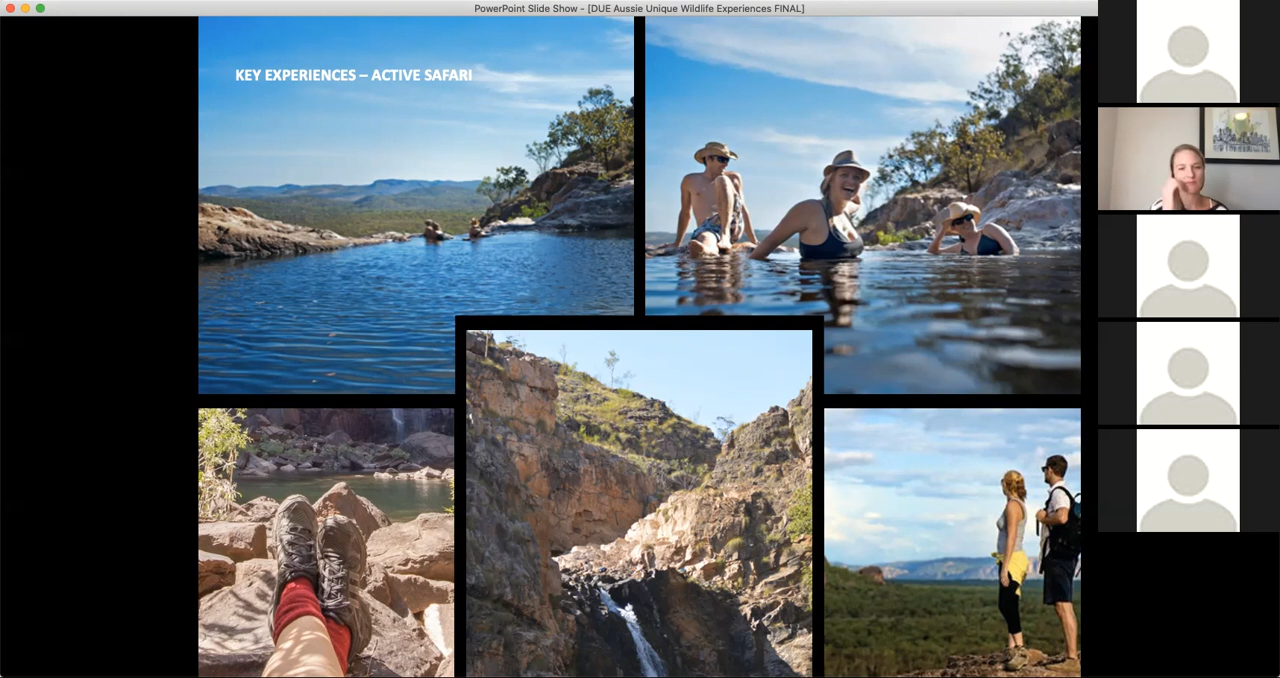 PowerPoint Slide Show - [DUE Aussie Unique Wildlife Experiences FINAL]
KEY EXPERIENCES – ACTIVE SAFARI